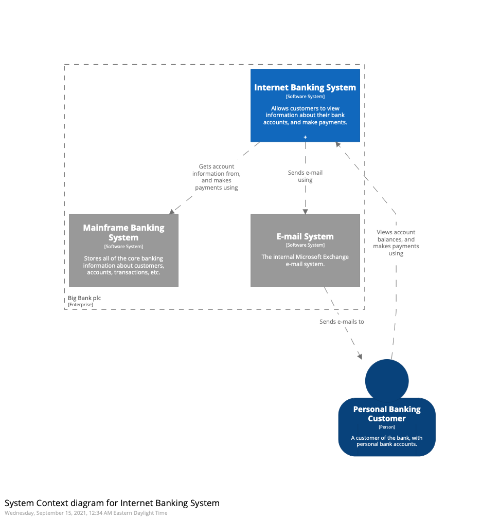 Internet Banking System
[Software System]
Allows customers to view
information about their bank
accounts, and make payments.
+
Gets account
information from,
and makes
payments using
Sends e-mail
using
Mainframe Banking
System
[Software System]
Stores all of the core banking
information about customers,
accounts, transactions, etc.
E-mail System
[Software System]
The internal Microsoft Exchange
e-mail system.
Views account
balances, and
makes payments
using
Big Bank plc
[Enterprise]
Sends e-mails to
Personal Banking
Customer
[Person]
A customer of the bank, with
personal bank accounts.
System Context diagram for Internet Banking System
Wednesday, September 15, 2021, 12:34 AM Eastern Daylight Time